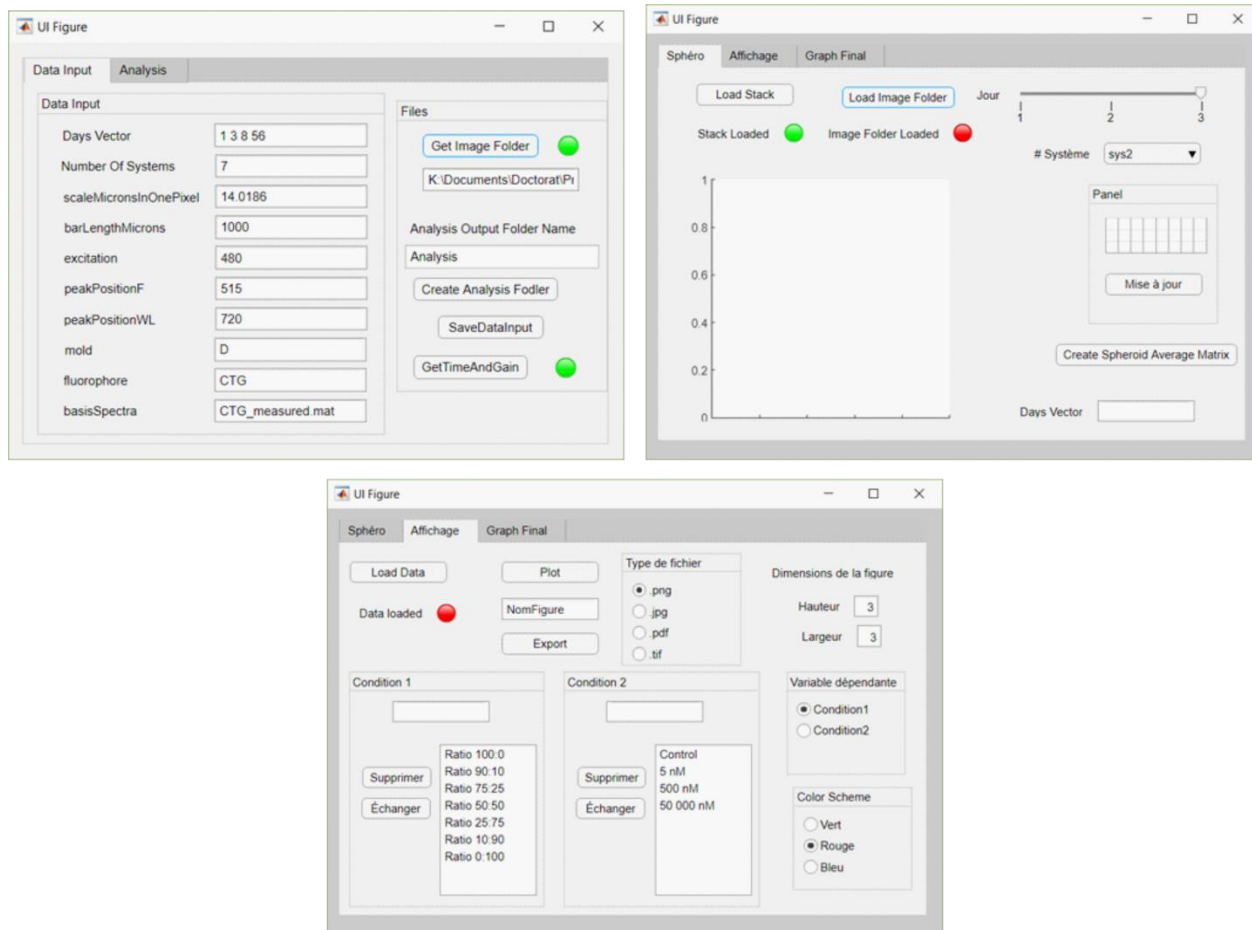 UI Figure
Data Input Analysis
Data Input
Days Vector 1 3 8 56
Number Of Systems 7
scaleMicronsInOnePixel 14.0186
barLengthMicrons 1000
excitation 480
peakPositionF 515
peakPositionWL 720
mold D
fluorophore CTG
basisSpectra CTG_measured.mat
Files
Get Image Folder
K:\Documents\Doctorat\Pr
Analysis Output Folder Name
Analysis
Create Analysis Fodler
SaveDataInput
GetTimeAndGain
UI Figure
Sphéro Affichage Graph Final
Load Stack Load Image Folder Jour
1 2 3
Stack Loaded Image Folder Loaded
# Système sys2
1
0.8
0.6
0.4
0.2
0
Panel
Mise à jour
Create Spheroid Average Matrix
Days Vector
UI Figure
Sphéro Affichage Graph Final
Load Data Plot
Data loaded NomFigure
Export
Type de fichier
.png
.jpg
.pdf
.tif
Dimensions de la figure
Hauteur 3
Largeur 3
Condition 1
Supprimer
Échanger
Ratio 100:0
Ratio 90:10
Ratio 75:25
Ratio 50:50
Ratio 25:75
Ratio 10:90
Ratio 0:100
Condition 2
Supprimer
Échanger
Control
5 nM
500 nM
50 000 nM
Variable dépendante
Condition1
Condition2
Color Scheme
Vert
Rouge
Bleu